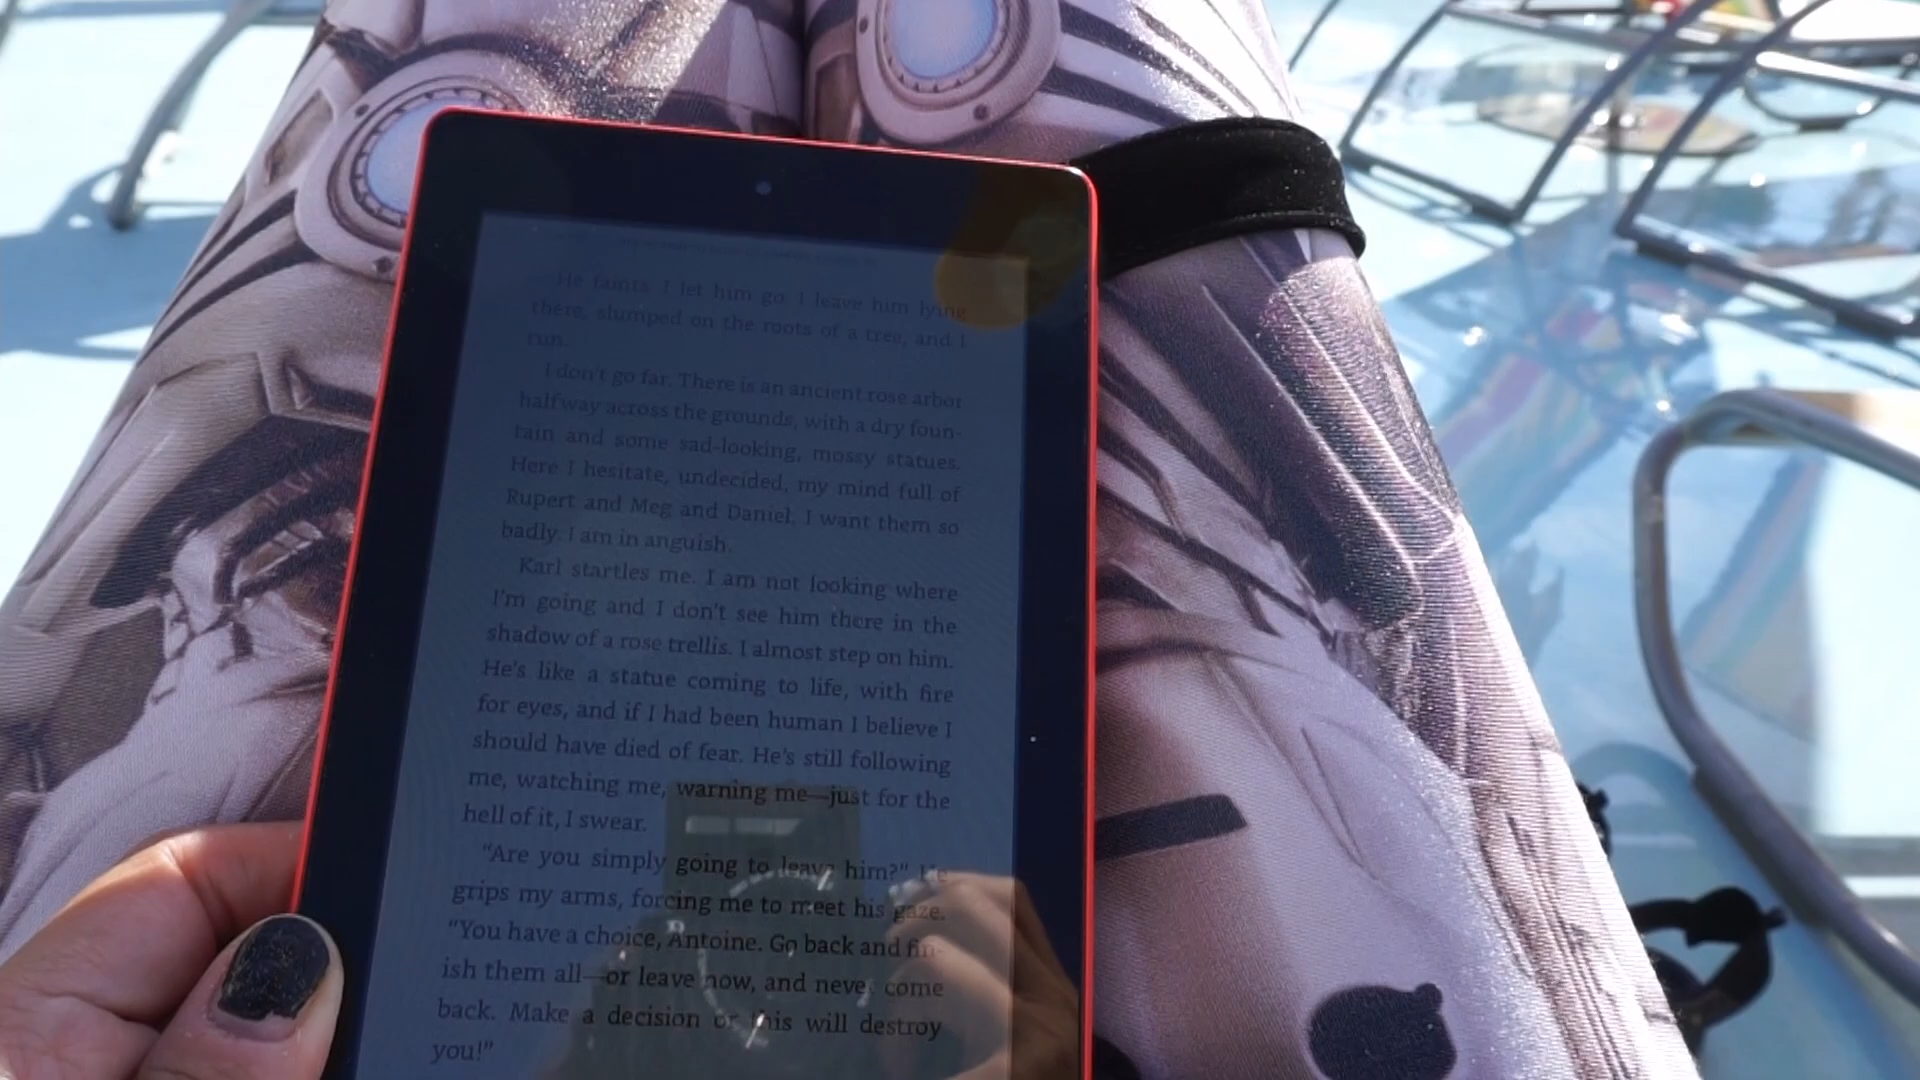 He faints. I let him go. I leave him lying
there, slumped on the roots of a tree, and I
run.
I don't go far. There is an ancient rose arbor
halfway across the grounds, with a dry foun-
tain and some sad-looking, mossy statues.
Here I hesitate, undecided, my mind full of
Rupert and Meg and Daniel. I want them so
badly. I am in anguish.
Karl startles me. I am not looking where
I'm going and I don't see him there in the
shadow of a rose trellis. I almost step on him.
He's like a statue coming to life, with fire
for eyes, and if I had been human I believe I
should have died of fear. He's still following
me, watching me, warning me—just for the
hell of it, I swear.
"Are you simply going to leave him?" He
grips my arms, forcing me to meet his gaze.
"You have a choice, Antoine. Go back and fin-
ish them all—or leave now, and never come
back. Make a decision or this will destroy
you!"